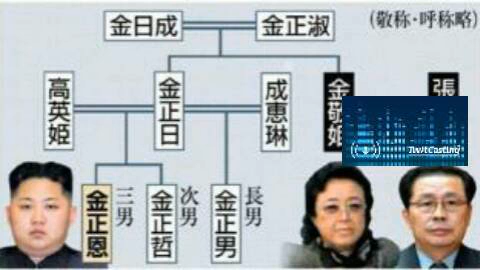 金日成
金正淑
(敬称・呼称略)
高英姫
金正日
成恵琳
金敬姫
張
TwitCasting
金正恩
三男
金正哲
次男
金正男
長男